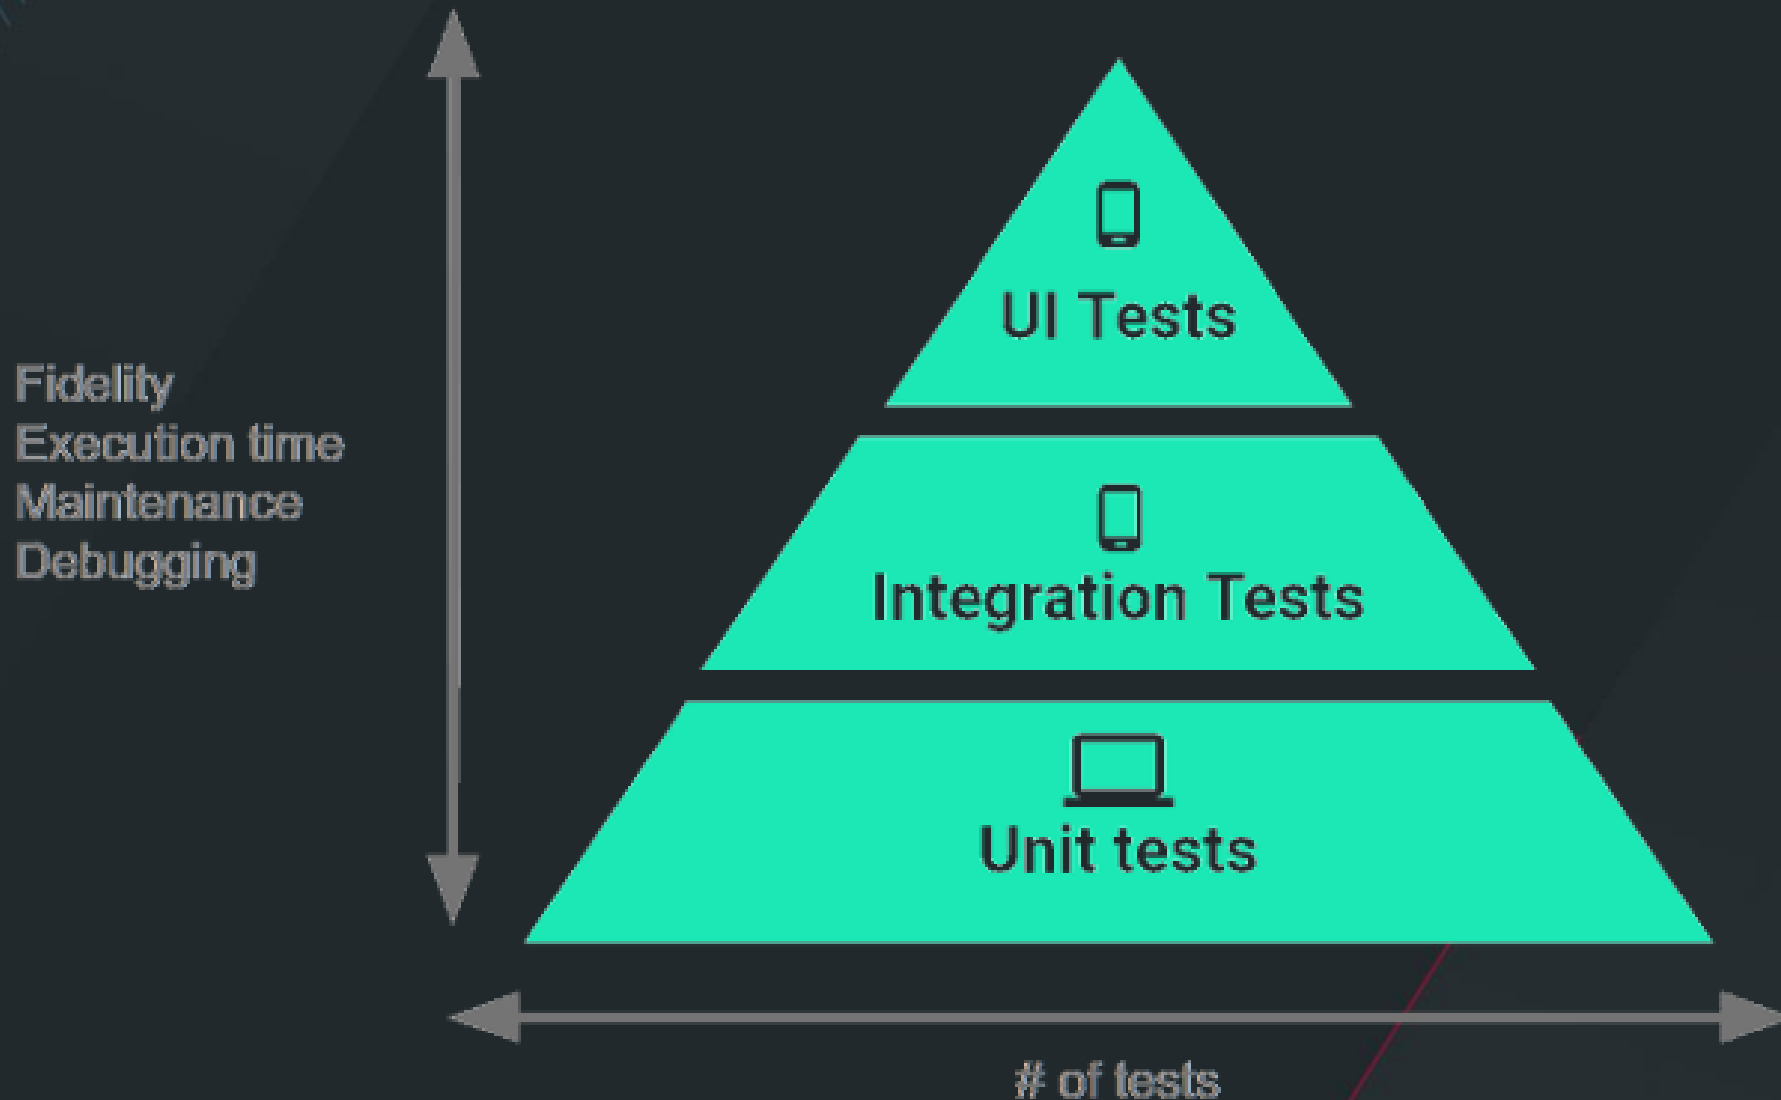 UI Tests
Fidelity
Execution time
Maintenance
Debugging
Integration Tests
Unit tests
# of tests